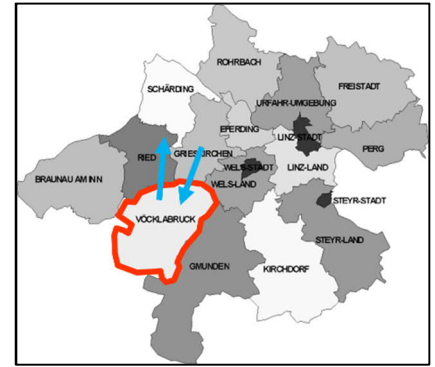 ROHRBACH
SCHÄRDING
FREISTADT
URFAHR-UMGEBUNG
EFERDING
LINZ-STADT
PERG
GRIESKIRCHEN
RIED
WELS-STADT
LINZ-LAND
BRAUNAU AM INN
WELS-LAND
STEYR-STADT
VÖCKLABRUCK
STEYR-LAND
GMUNDEN
KIRCHDORF